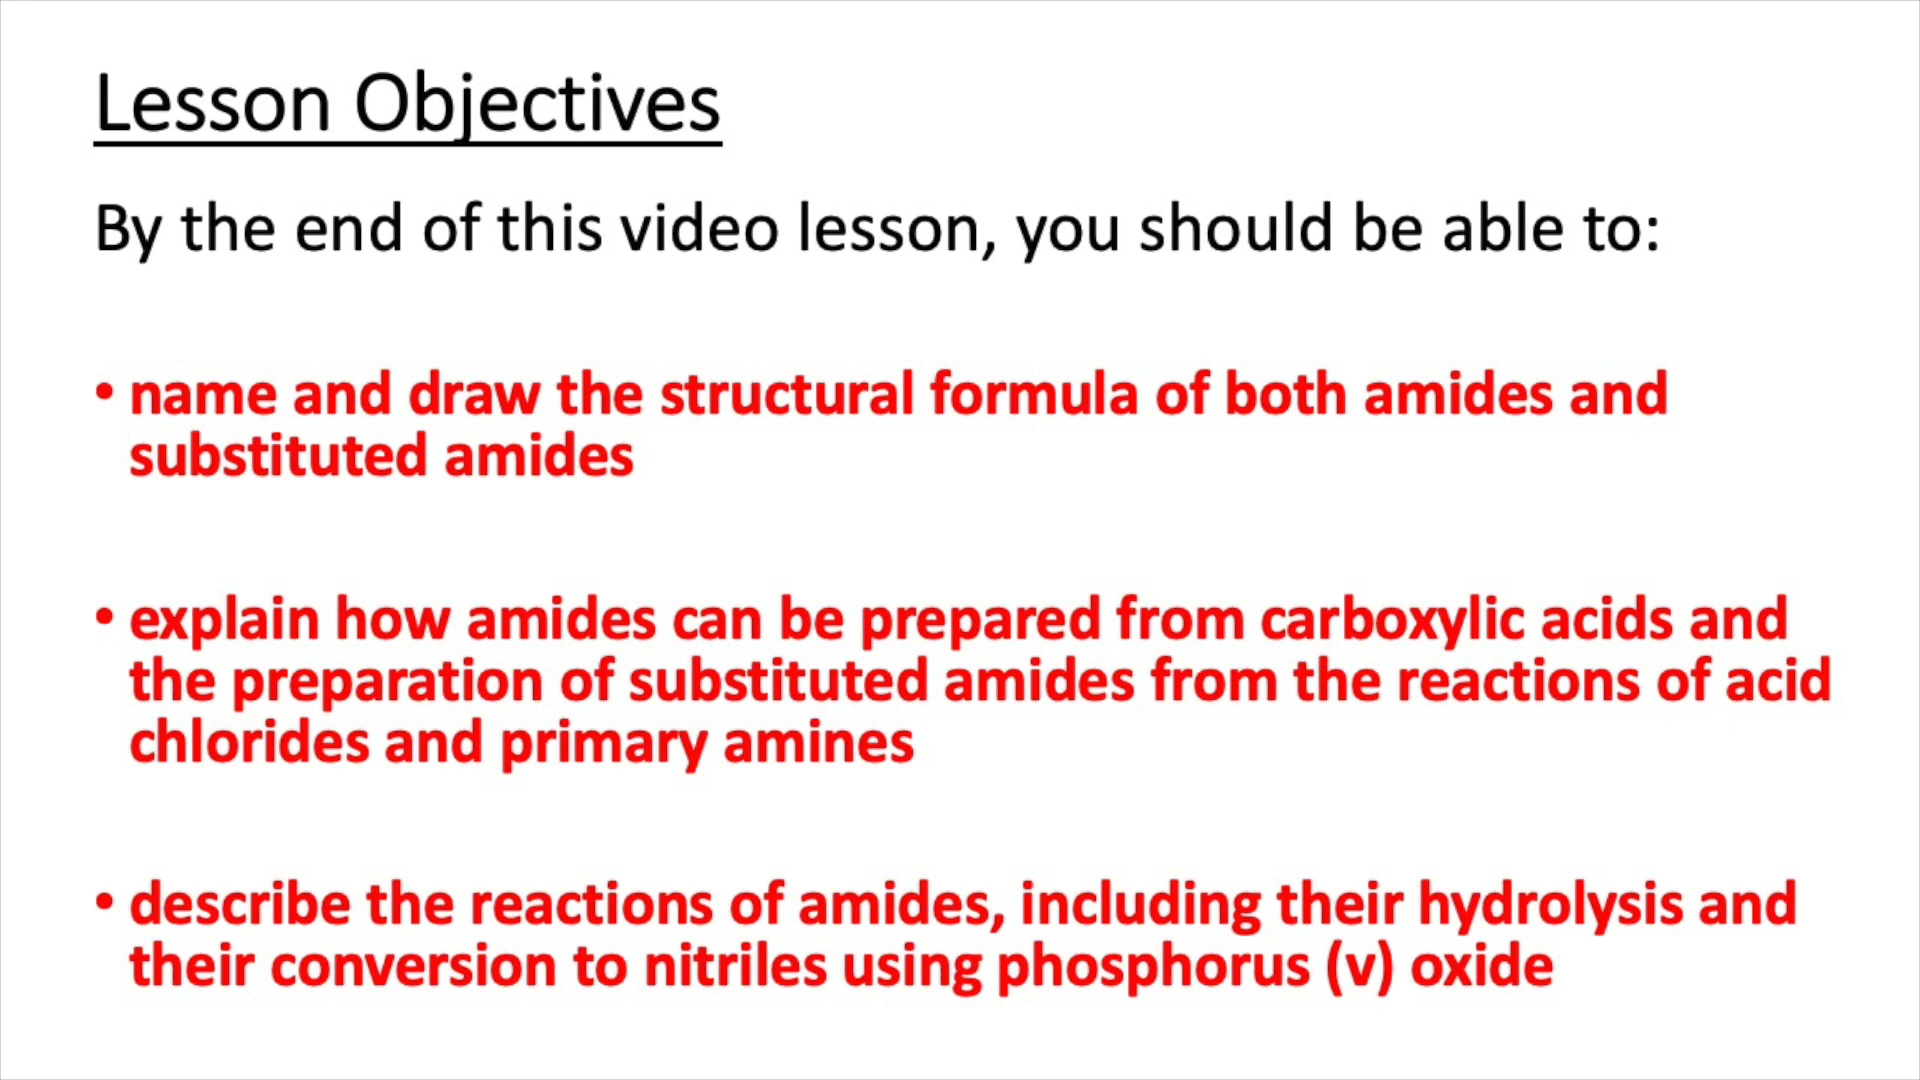 Lesson Objectives
By the end of this video lesson, you should be able to:
• name and draw the structural formula of both amides and
substituted amides
• explain how amides can be prepared from carboxylic acids and
the preparation of substituted amides from the reactions of acid
chlorides and primary amines
• describe the reactions of amides, including their hydrolysis and
their conversion to nitriles using phosphorus (v) oxide